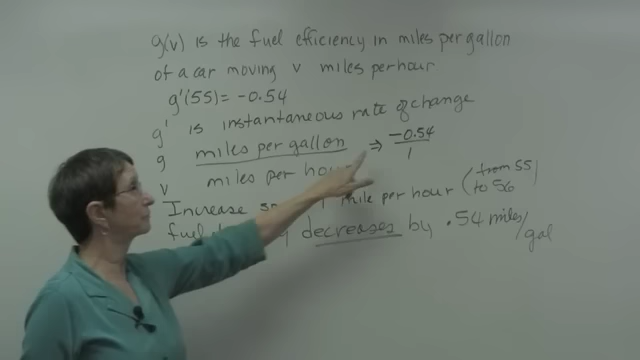 g(v) is the fuel efficiency in miles per gallon
of a car moving v miles per hour
g'(55) = -0.54
g' is instantaneous rate of change
g miles per gallon ⇒ -0.54
v miles per hour 1
Increase mile per hour (from 55 to 56)
decreases by .54 miles/gal